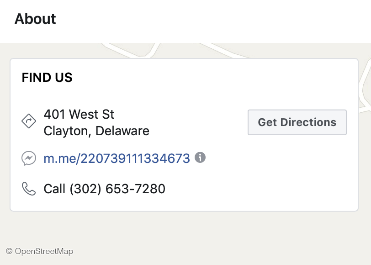 About
FIND US
401 West St
Clayton, Delaware
Get Directions
m.me/220739111334673
Call (302) 653-7280
© OpenStreetMap